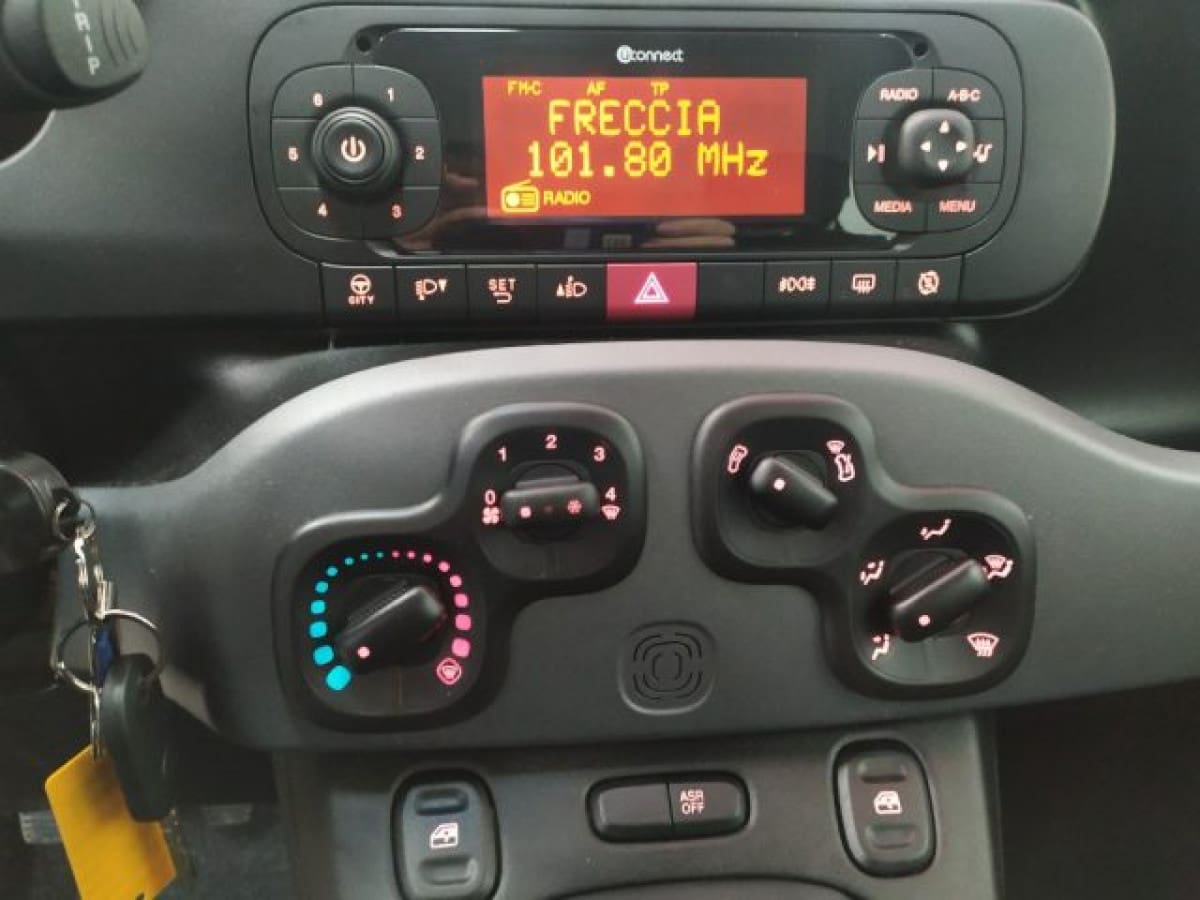 TRIP
uconnect
6 1
5 2
4 3
FM-C AF TP
FRECCIA
101.80 MHz
RADIO
RADIO A-B-C
MEDIA MENU
CITY
SET
1 2 3
0 4
ASR
OFF